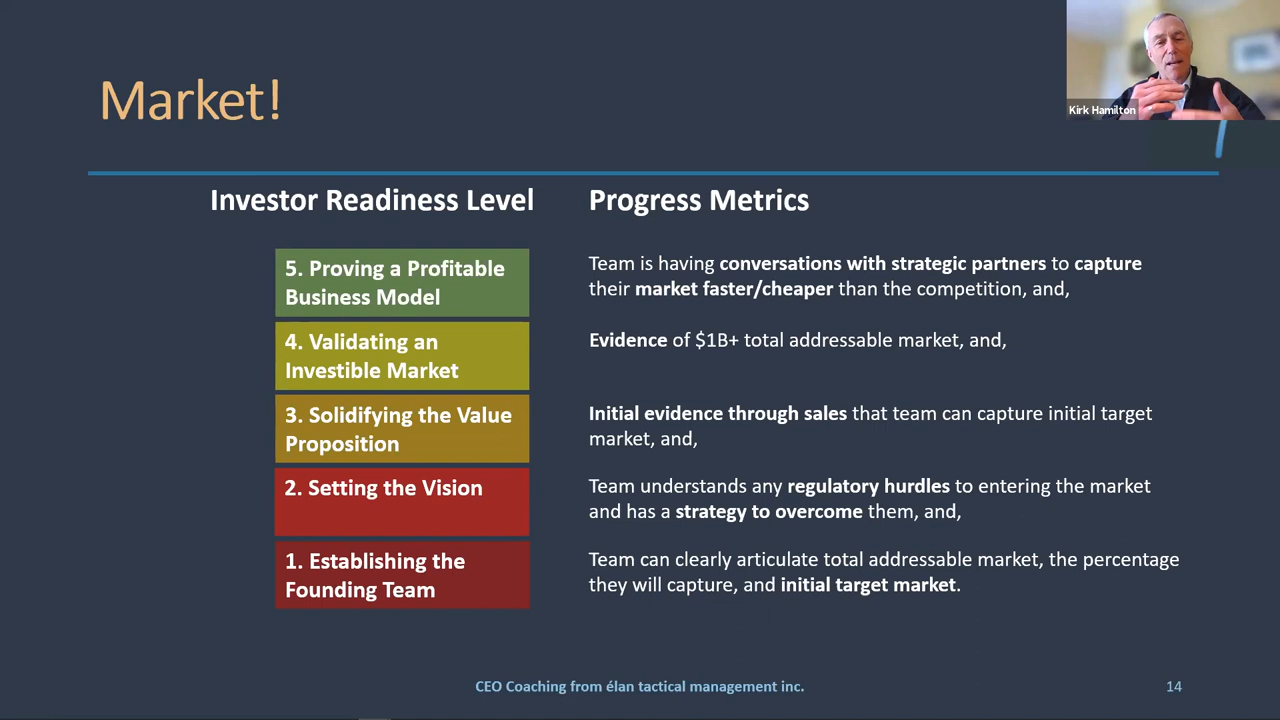 Market!
Kirk Hamilton
Investor Readiness Level
Progress Metrics
5. Proving a Profitable
Business Model
Team is having conversations with strategic partners to capture
their market faster/cheaper than the competition, and,
4. Validating an
Investible Market
Evidence of $1B+ total addressable market, and,
3. Solidifying the Value
Proposition
Initial evidence through sales that team can capture initial target
market, and,
2. Setting the Vision
Team understands any regulatory hurdles to entering the market
and has a strategy to overcome them, and,
1. Establishing the
Founding Team
Team can clearly articulate total addressable market, the percentage
they will capture, and initial target market.
CEO Coaching from élan tactical management inc.
14